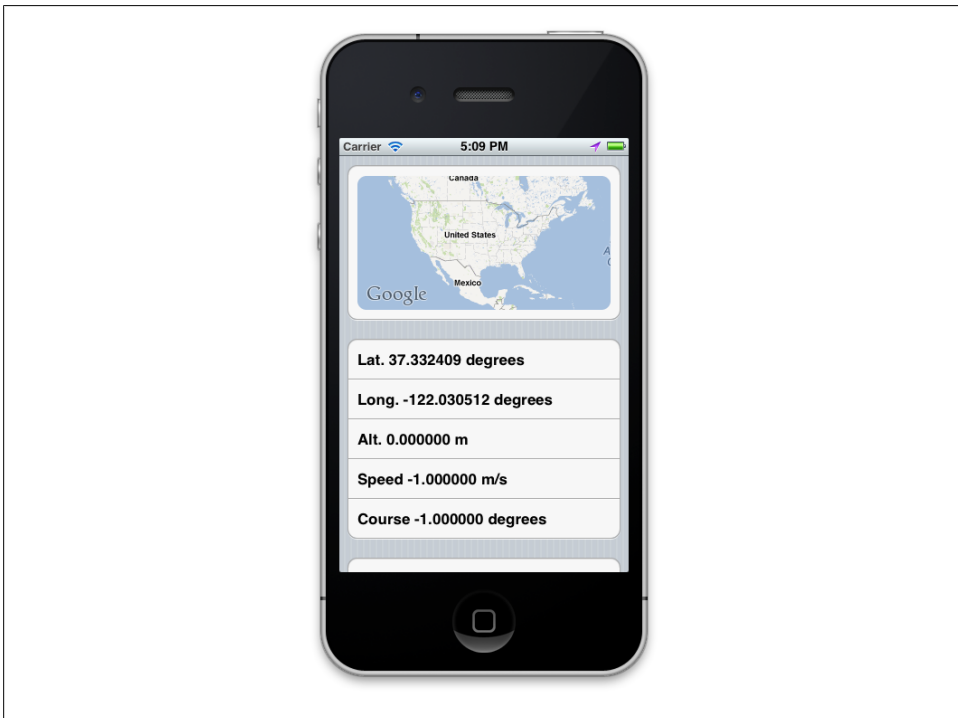 Carrier 5:09 PM
Canada
United States
A
Mexico
Google
Lat. 37.332409 degrees
Long. -122.030512 degrees
Alt. 0.000000 m
Speed -1.000000 m/s
Course -1.000000 degrees